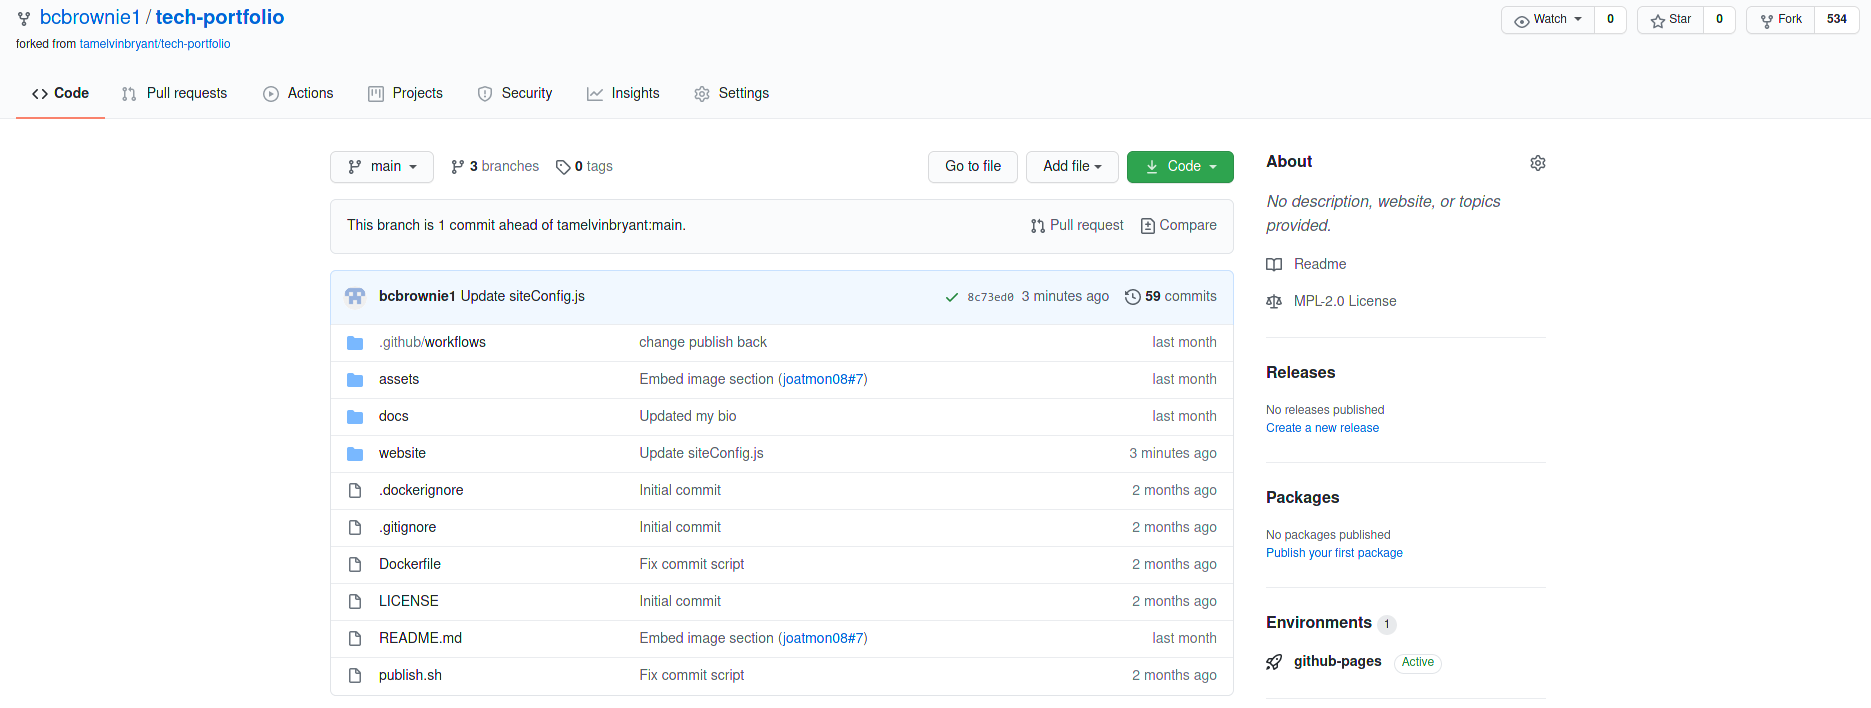 bcbrownie1 / tech-portfolio
forked from tamelvinbryant/tech-portfolio
Watch 0 Star 0 Fork 534
Code Pull requests Actions Projects Security Insights Settings
main 3 branches 0 tags Go to file Add file Code
This branch is 1 commit ahead of tamelvinbryant:main. Pull request Compare
bcbrownie1 Update siteConfig.js 8c73ed0 3 minutes ago 59 commits
.github/workflows change publish back last month
assets Embed image section (joatmon08#7) last month
docs Updated my bio last month
website Update siteConfig.js 3 minutes ago
.dockerignore Initial commit 2 months ago
.gitignore Initial commit 2 months ago
Dockerfile Fix commit script 2 months ago
LICENSE Initial commit 2 months ago
README.md Embed image section (joatmon08#7) last month
publish.sh Fix commit script 2 months ago
About
No description, website, or topics
provided.
Readme
MPL-2.0 License
Releases
No releases published
Create a new release
Packages
No packages published
Publish your first package
Environments 1
github-pages Active